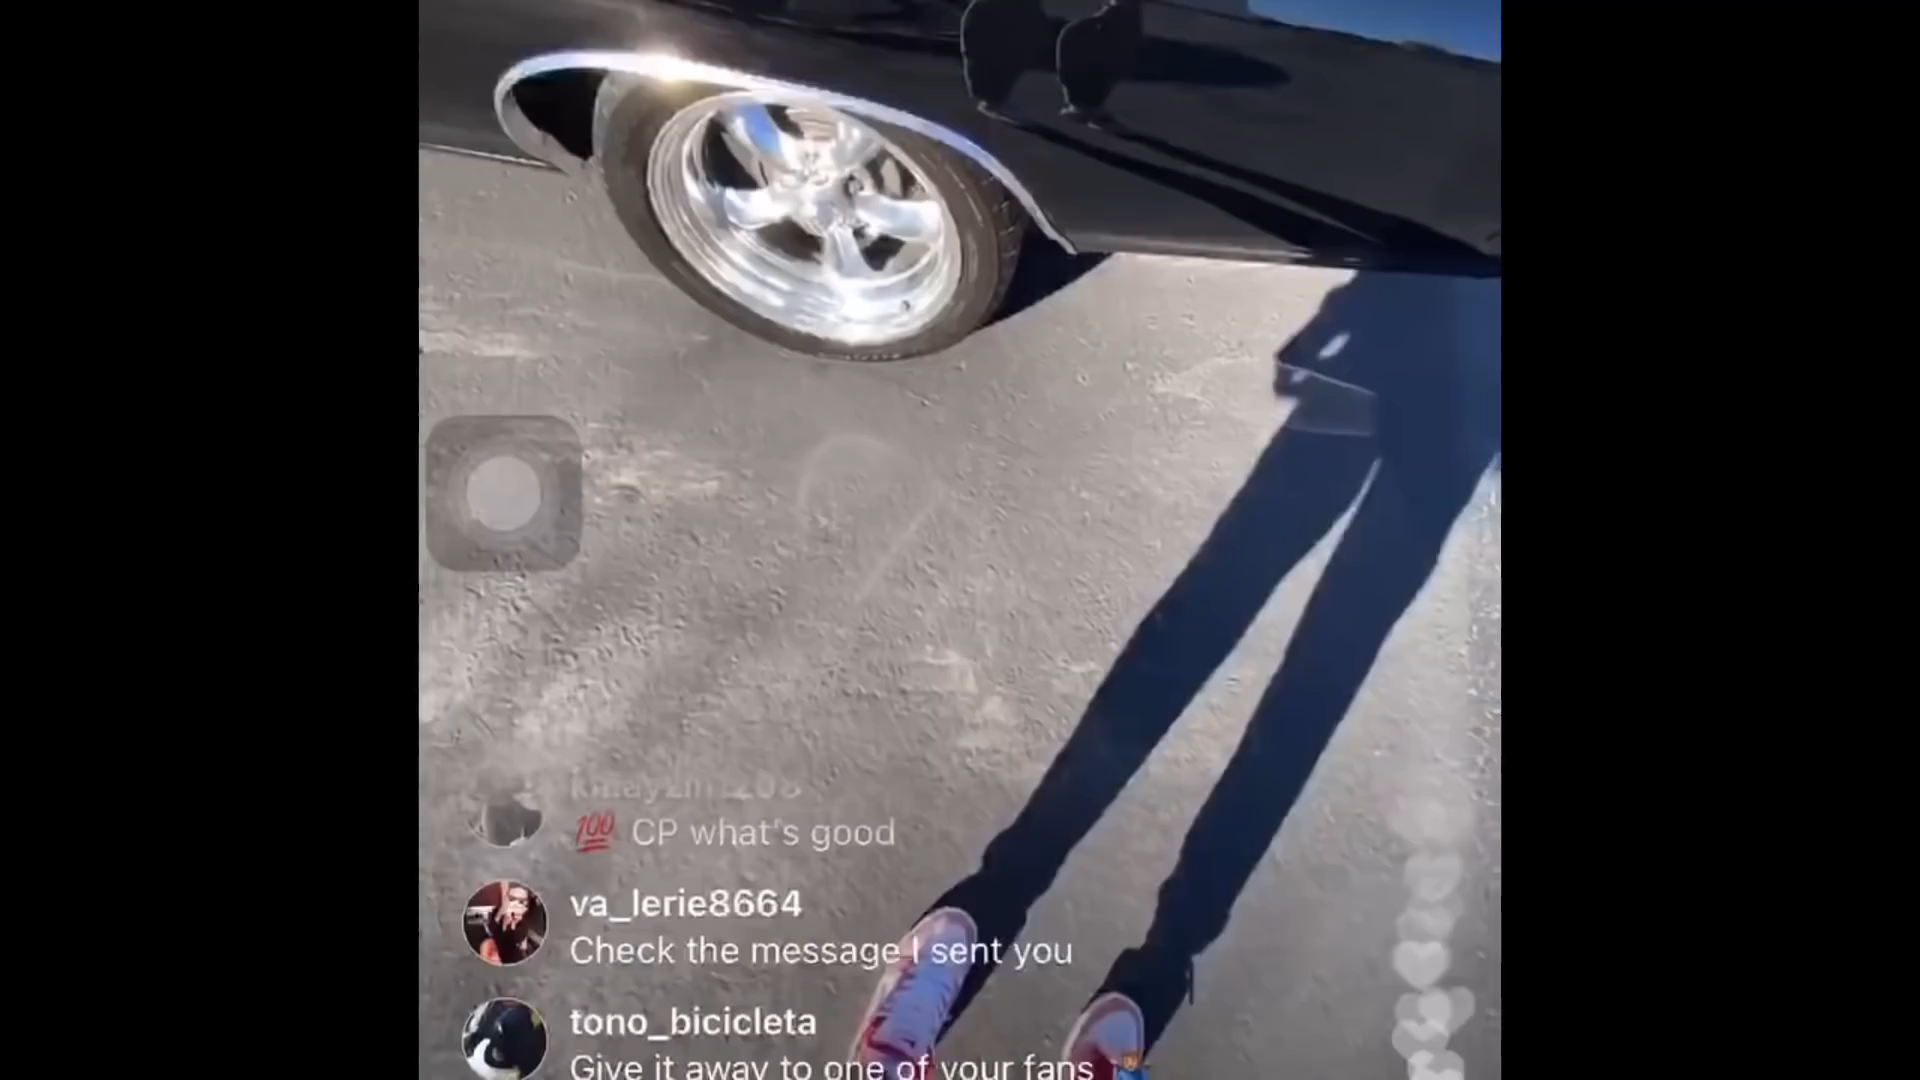 💯 CP what's good
va_lerie8664
Check the message I sent you
tono_bicicleta
Give it away to one of your fans